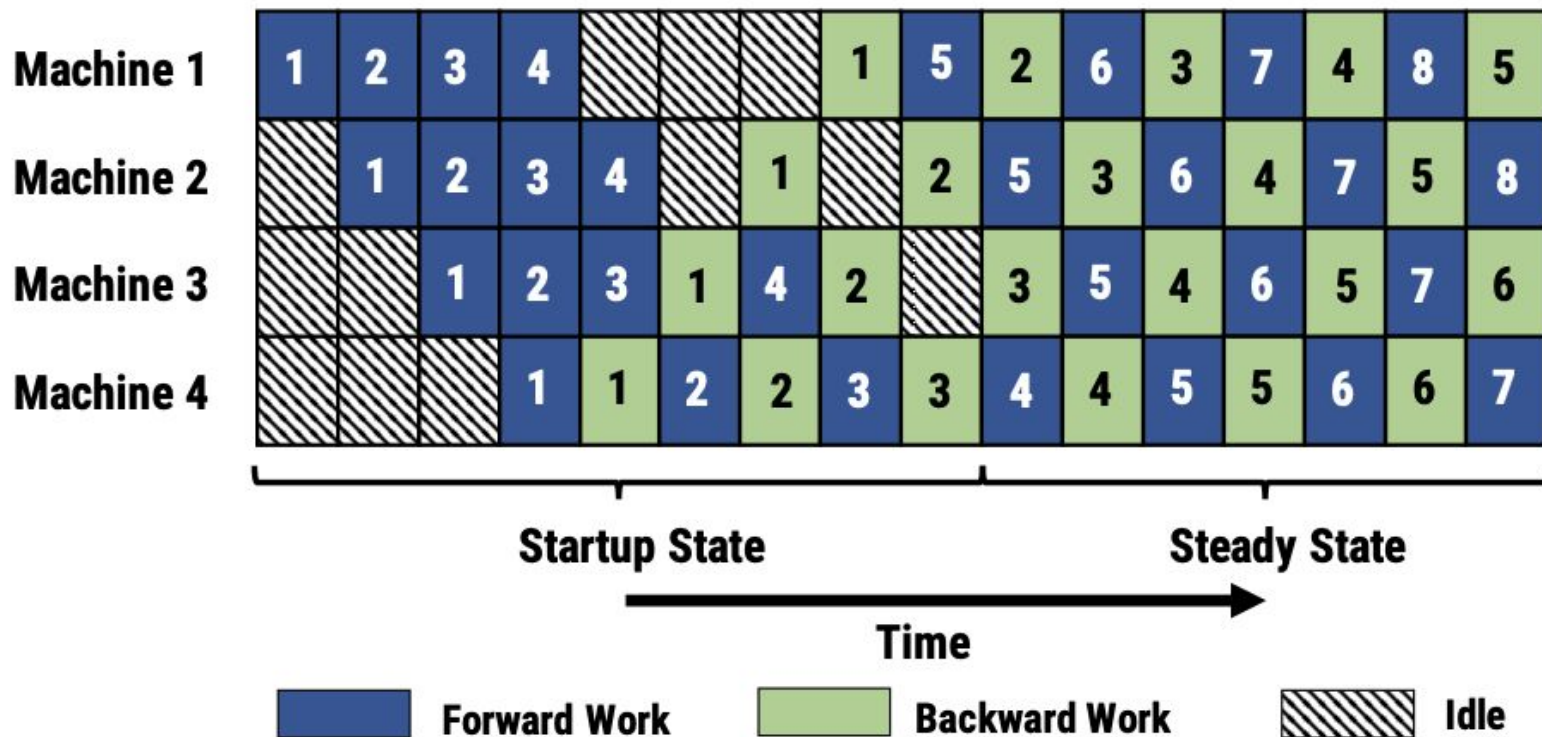 Machine 1 1 2 3 4 1 5 2 6 3 7 4 8 5
Machine 2 1 2 3 4 1 2 5 3 6 4 7 5 8
Machine 3 1 2 3 1 4 2 3 5 4 6 5 7 6
Machine 4 1 1 2 2 3 3 4 4 5 5 6 6 7
Startup State Steady State
Time
Forward Work Backward Work Idle